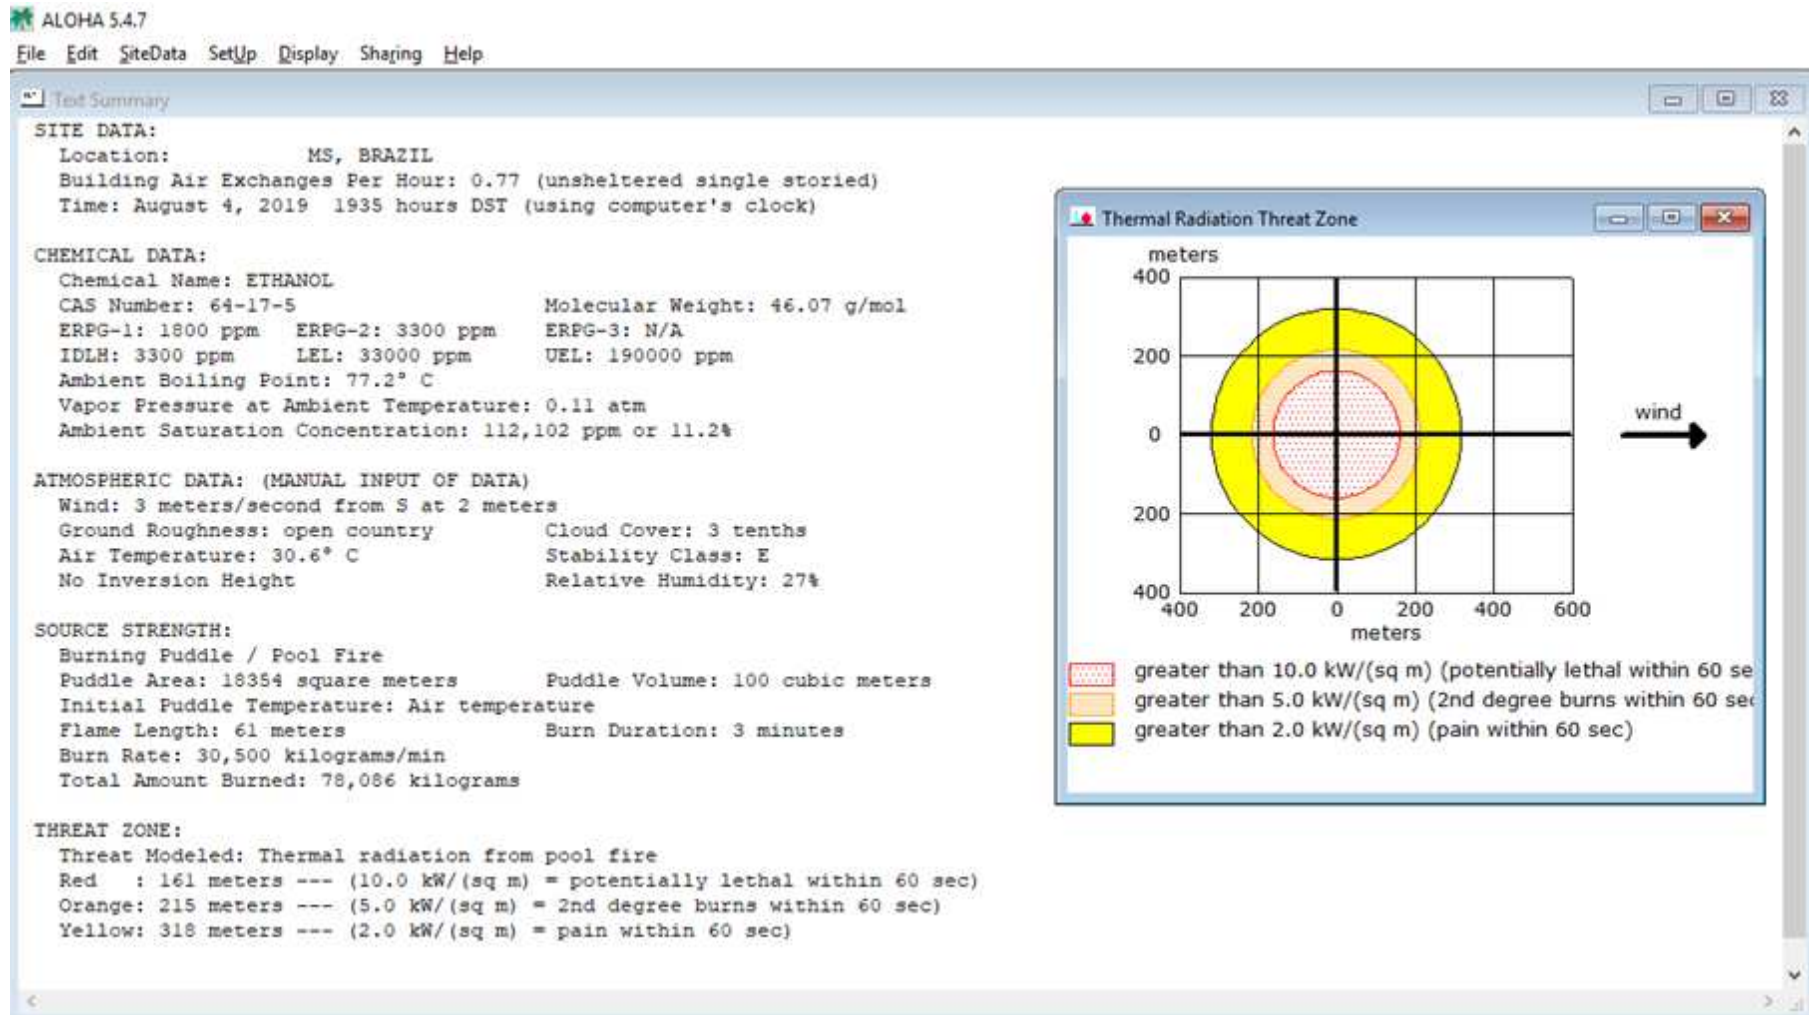 ALOHA 5.4.7
File Edit SiteData SetUp Display Sharing Help
Text Summary
SITE DATA:
Location: MS, BRAZIL
Building Air Exchanges Per Hour: 0.77 (unsheltered single storied)
Time: August 4, 2019 1935 hours DST (using computer's clock)
CHEMICAL DATA:
Chemical Name: ETHANOL
CAS Number: 64-17-5 Molecular Weight: 46.07 g/mol
ERPG-1: 1800 ppm ERPG-2: 3300 ppm ERPG-3: N/A
IDLH: 3300 ppm LEL: 33000 ppm UEL: 190000 ppm
Ambient Boiling Point: 77.2° C
Vapor Pressure at Ambient Temperature: 0.11 atm
Ambient Saturation Concentration: 112,102 ppm or 11.2%
ATMOSPHERIC DATA: (MANUAL INPUT OF DATA)
Wind: 3 meters/second from S at 2 meters
Ground Roughness: open country Cloud Cover: 3 tenths
Air Temperature: 30.6° C Stability Class: E
No Inversion Height Relative Humidity: 27%
SOURCE STRENGTH:
Burning Puddle / Pool Fire
Puddle Area: 18354 square meters Puddle Volume: 100 cubic meters
Initial Puddle Temperature: Air temperature
Flame Length: 61 meters Burn Duration: 3 minutes
Burn Rate: 30,500 kilograms/min
Total Amount Burned: 78,086 kilograms
THREAT ZONE:
Threat Modeled: Thermal radiation from pool fire
Red : 161 meters --- (10.0 kW/(sq m) = potentially lethal within 60 sec)
Orange: 215 meters --- (5.0 kW/(sq m) = 2nd degree burns within 60 sec)
Yellow: 318 meters --- (2.0 kW/(sq m) = pain within 60 sec)
Thermal Radiation Threat Zone
meters
400
200
0
200
400
400 200 0 200 400 600
meters
wind
greater than 10.0 kW/(sq m) (potentially lethal within 60 se
greater than 5.0 kW/(sq m) (2nd degree burns within 60 sec
greater than 2.0 kW/(sq m) (pain within 60 sec)